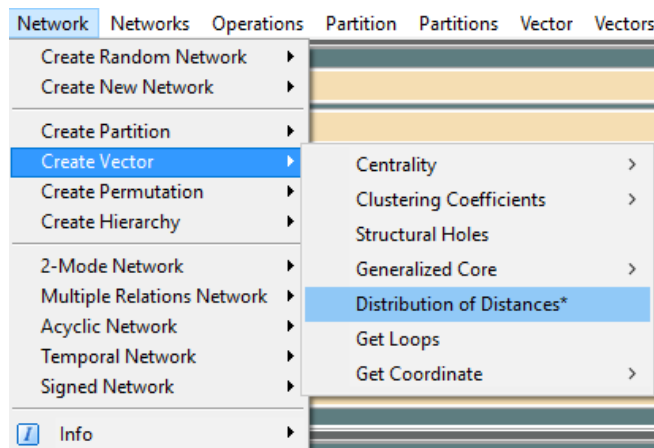 Network Networks Operations Partition Partitions Vector Vectors
Create Random Network
Create New Network
Create Partition
Create Vector
Create Permutation
Create Hierarchy
2-Mode Network
Multiple Relations Network
Acyclic Network
Temporal Network
Signed Network
i Info
Centrality
Clustering Coefficients
Structural Holes
Generalized Core
Distribution of Distances*
Get Loops
Get Coordinate